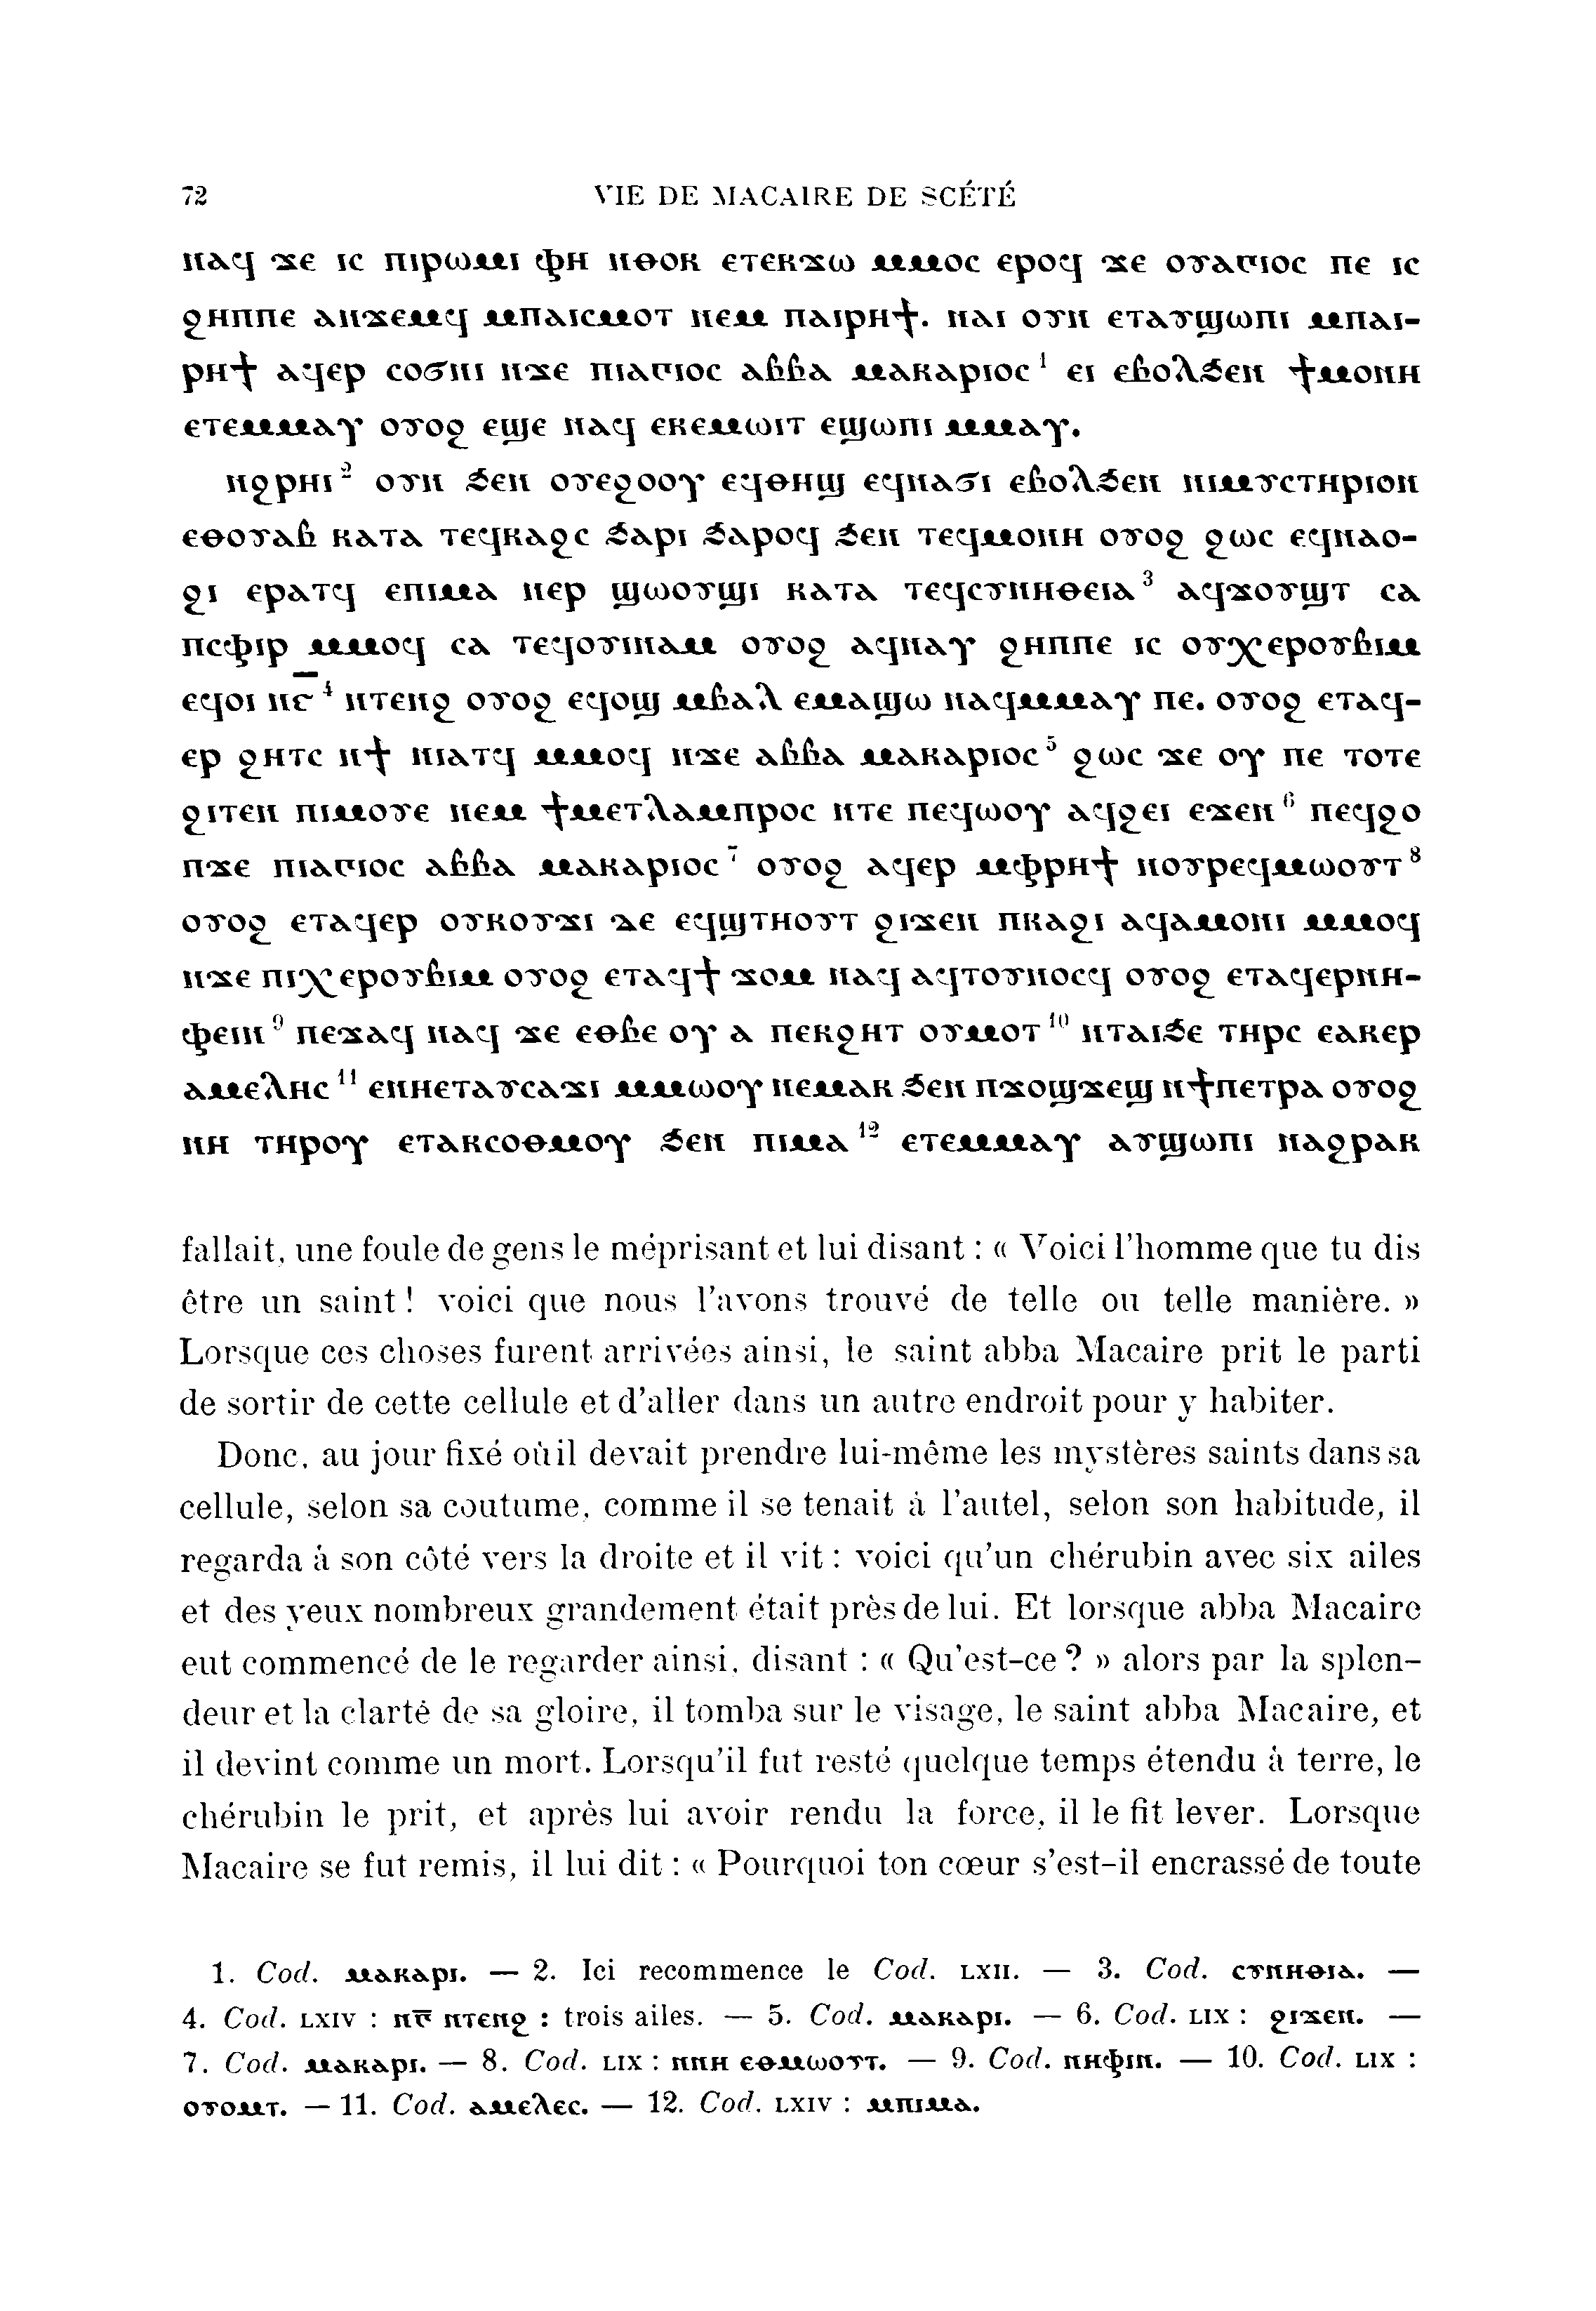 72 VIE DE MACAIRE DE SCÉTÉ
ⲛⲁϥ ϫⲉ ⲓⲥ ⲡⲓⲣⲱⲙⲓ ⲫⲏ ⲛⲑⲟⲕ ⲉⲧⲉⲕϫⲱ ⲙⲙⲟⲥ ⲉⲣⲟϥ ϫⲉ ⲟⲩⲁⲅⲓⲟⲥ ⲡⲉ ⲓⲥ
ϩⲏⲡⲡⲉ ⲁⲛϫⲉⲙϥ ⲙⲡⲁⲓⲥⲙⲟⲧ ⲛⲉⲙ ⲡⲁⲓⲣⲏϯ. ⲛⲁⲓ ⲟⲩⲛ ⲉⲧⲁⲩϣⲱⲡⲓ ⲙⲡⲁⲓ-
ⲣⲏϯ ⲁϥⲉⲣ ⲥⲟϭⲛⲓ ⲛϫⲉ ⲡⲓⲁⲅⲓⲟⲥ ⲁⲃⲃⲁ ⲙⲁⲕⲁⲣⲓⲟⲥ ¹ ⲉⲓ ⲉⲃⲟⲗϧⲉⲛ ϯⲙⲟⲛⲏ
ⲉⲧⲉⲙⲙⲁⲩ ⲟⲩⲟϩ ⲉϣⲉ ⲛⲁϥ ⲉⲕⲉⲙⲱⲓⲧ ⲉϣⲱⲡⲓ ⲙⲙⲁⲩ.
ⲛϩⲣⲏⲓ ² ⲟⲩⲛ ϧⲉⲛ ⲟⲩⲉϩⲟⲟⲩ ⲉϥⲑⲏϣ ⲉϥⲛⲁϭⲓ ⲉⲃⲟⲗϧⲉⲛ ⲛⲓⲙⲩⲥⲧⲏⲣⲓⲟⲛ
ⲉⲑⲟⲩⲁⲃ ⲕⲁⲧⲁ ⲧⲉϥⲕⲁϩⲥ ϧⲁⲣⲓ ϧⲁⲣⲟϥ ϧⲉⲛ ⲧⲉϥⲙⲟⲛⲏ ⲟⲩⲟϩ ϩⲱⲥ ⲉϥⲛⲁⲟ-
ϩⲓ ⲉⲣⲁⲧϥ ⲉⲡⲓⲙⲁ ⲛⲉⲣ ϣⲱⲟⲩϣⲓ ⲕⲁⲧⲁ ⲧⲉϥⲥⲩⲛⲏⲑⲉⲓⲁ ³ ⲁϥϫⲟⲩϣⲧ ⲥⲁ
ⲡⲥⲫⲓⲣ ⲙⲙⲟϥ ⲥⲁ ⲧⲉϥⲟⲩⲓⲛⲁⲙ ⲟⲩⲟϩ ⲁϥⲛⲁⲩ ϩⲏⲡⲡⲉ ⲓⲥ ⲟⲩⲭⲉⲣⲟⲩⲃⲓⲙ
ⲉϥⲟⲓ ⲛⲋ̅ ⁴ ⲛⲧⲉⲛϩ ⲟⲩⲟϩ ⲉϥⲟϣ ⲙⲃⲁⲗ ⲉⲙⲁϣⲱ ⲛⲁϥⲙⲙⲁⲩ ⲡⲉ. ⲟⲩⲟϩ ⲉⲧⲁϥ-
ⲉⲣ ϩⲏⲧⲥ ⲛϯ ⲛⲓⲁⲧϥ ⲙⲙⲟϥ ⲛϫⲉ ⲁⲃⲃⲁ ⲙⲁⲕⲁⲣⲓⲟⲥ ⁵ ϩⲱⲥ ϫⲉ ⲟⲩ ⲡⲉ ⲧⲟⲧⲉ
ϩⲓⲧⲉⲛ ⲡⲓⲙⲟⲩⲉ ⲛⲉⲙ ϯⲙⲉⲧⲗⲁⲙⲡⲣⲟⲥ ⲛⲧⲉ ⲡⲉϥⲱⲟⲩ ⲁϥϩⲉⲓ ⲉϫⲉⲛ ⁶ ⲡⲉϥϩⲟ
ⲛϫⲉ ⲡⲓⲁⲅⲓⲟⲥ ⲁⲃⲃⲁ ⲙⲁⲕⲁⲣⲓⲟⲥ ⁷ ⲟⲩⲟϩ ⲁϥⲉⲣ ⲙⲫⲣⲏϯ ⲛⲟⲩⲣⲉϥⲙⲱⲟⲩⲧ ⁸
ⲟⲩⲟϩ ⲉⲧⲁϥⲉⲣ ⲟⲩⲕⲟⲩϫⲓ ⲇⲉ ⲉϥϣⲧⲏⲟⲩⲧ ϩⲓϫⲉⲛ ⲡⲕⲁϩⲓ ⲁϥⲁⲙⲟⲛⲓ ⲙⲙⲟϥ
ⲛϫⲉ ⲡⲓⲭⲉⲣⲟⲩⲃⲓⲙ ⲟⲩⲟϩ ⲉⲧⲁϥϯ ϫⲟⲙ ⲛⲁϥ ⲁϥⲧⲟⲩⲛⲟⲥϥ ⲟⲩⲟϩ ⲉⲧⲁϥⲉⲣⲛⲏ-
ⲫⲉⲓⲛ ⁹ ⲡⲉϫⲁϥ ⲛⲁϥ ϫⲉ ⲉⲑⲃⲉ ⲟⲩ ⲁ ⲡⲉⲕϩⲏⲧ ⲟⲩⲙⲟⲧ ¹⁰ ⲛⲧⲁⲓϧⲉ ⲧⲏⲣⲥ ⲉⲁⲕⲉⲣ
ⲁⲙⲉⲗⲏⲥ ¹¹ ⲉⲛⲏⲉⲧⲁⲩⲥⲁϫⲓ ⲙⲙⲱⲟⲩ ⲛⲉⲙⲁⲕ ϧⲉⲛ ⲡϫⲟϣϫⲉϣ ⲛϯⲡⲉⲧⲣⲁ ⲟⲩⲟϩ
ⲛⲏ ⲧⲏⲣⲟⲩ ⲉⲧⲁⲕⲥⲟⲑⲙⲟⲩ ϧⲉⲛ ⲡⲓⲙⲁ ¹² ⲉⲧⲉⲙⲙⲁⲩ ⲁⲩϣⲱⲡⲓ ⲛⲁϩⲣⲁⲕ
fallait, une foule de gens le méprisant et lui disant : « Voici l'homme que tu dis
être un saint ! voici que nous l'avons trouvé de telle ou telle manière. »
Lorsque ces choses furent arrivées ainsi, le saint abba Macaire prit le parti
de sortir de cette cellule et d'aller dans un autre endroit pour y habiter.
Donc, au jour fixé où il devait prendre lui-même les mystères saints dans sa
cellule, selon sa coutume, comme il se tenait à l'autel, selon son habitude, il
regarda à son côté vers la droite et il vit : voici qu'un chérubin avec six ailes
et des yeux nombreux grandement était près de lui. Et lorsque abba Macaire
eut commencé de le regarder ainsi, disant : « Qu'est-ce ? » alors par la splen-
deur et la clarté de sa gloire, il tomba sur le visage, le saint abba Macaire, et
il devint comme un mort. Lorsqu'il fut resté quelque temps étendu à terre, le
chérubin le prit, et après lui avoir rendu la force, il le fit lever. Lorsque
Macaire se fut remis, il lui dit : « Pourquoi ton cœur s'est-il encrassé de toute
1. Cod. ⲙⲁⲕⲁⲣⲓ. — 2. Ici recommence le Cod. LXII. — 3. Cod. ⲥⲩⲛⲏⲑⲓⲁ. —
4. Cod. LXIV : ⲛⲅ̅ ⲛⲧⲉⲛϩ : trois ailes. — 5. Cod. ⲙⲁⲕⲁⲣⲓ. — 6. Cod. LIX : ϩⲓϫⲉⲛ. —
7. Cod. ⲙⲁⲕⲁⲣⲓ. — 8. Cod. LIX : ⲛⲛⲏ ⲉⲑⲙⲱⲟⲩⲧ. — 9. Cod. ⲛⲏⲫⲓⲛ. — 10. Cod. LIX :
ⲟⲩⲟⲙⲧ. — 11. Cod. ⲁⲙⲉⲗⲉⲥ. — 12. Cod. LXIV : ⲙⲡⲓⲙⲁ.